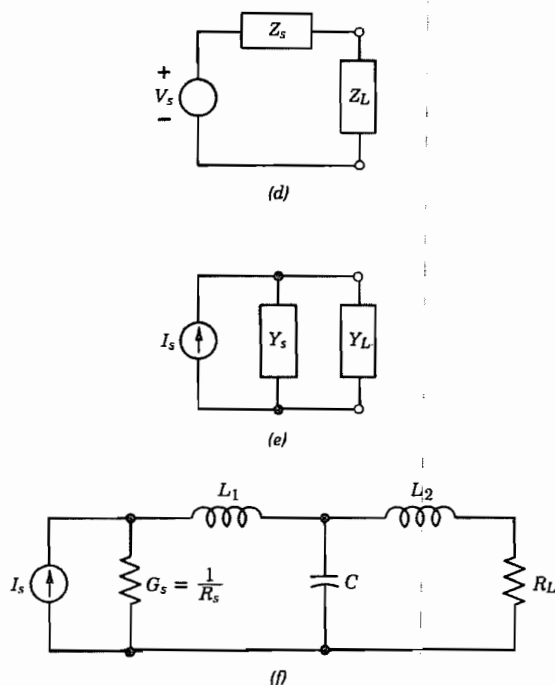 Z_s
+
V_s
−
Z_L
(d)
I_s
Y_s
Y_L
(e)
L_1
L_2
I_s
G_s = 1/R_s
C
R_L
(f)